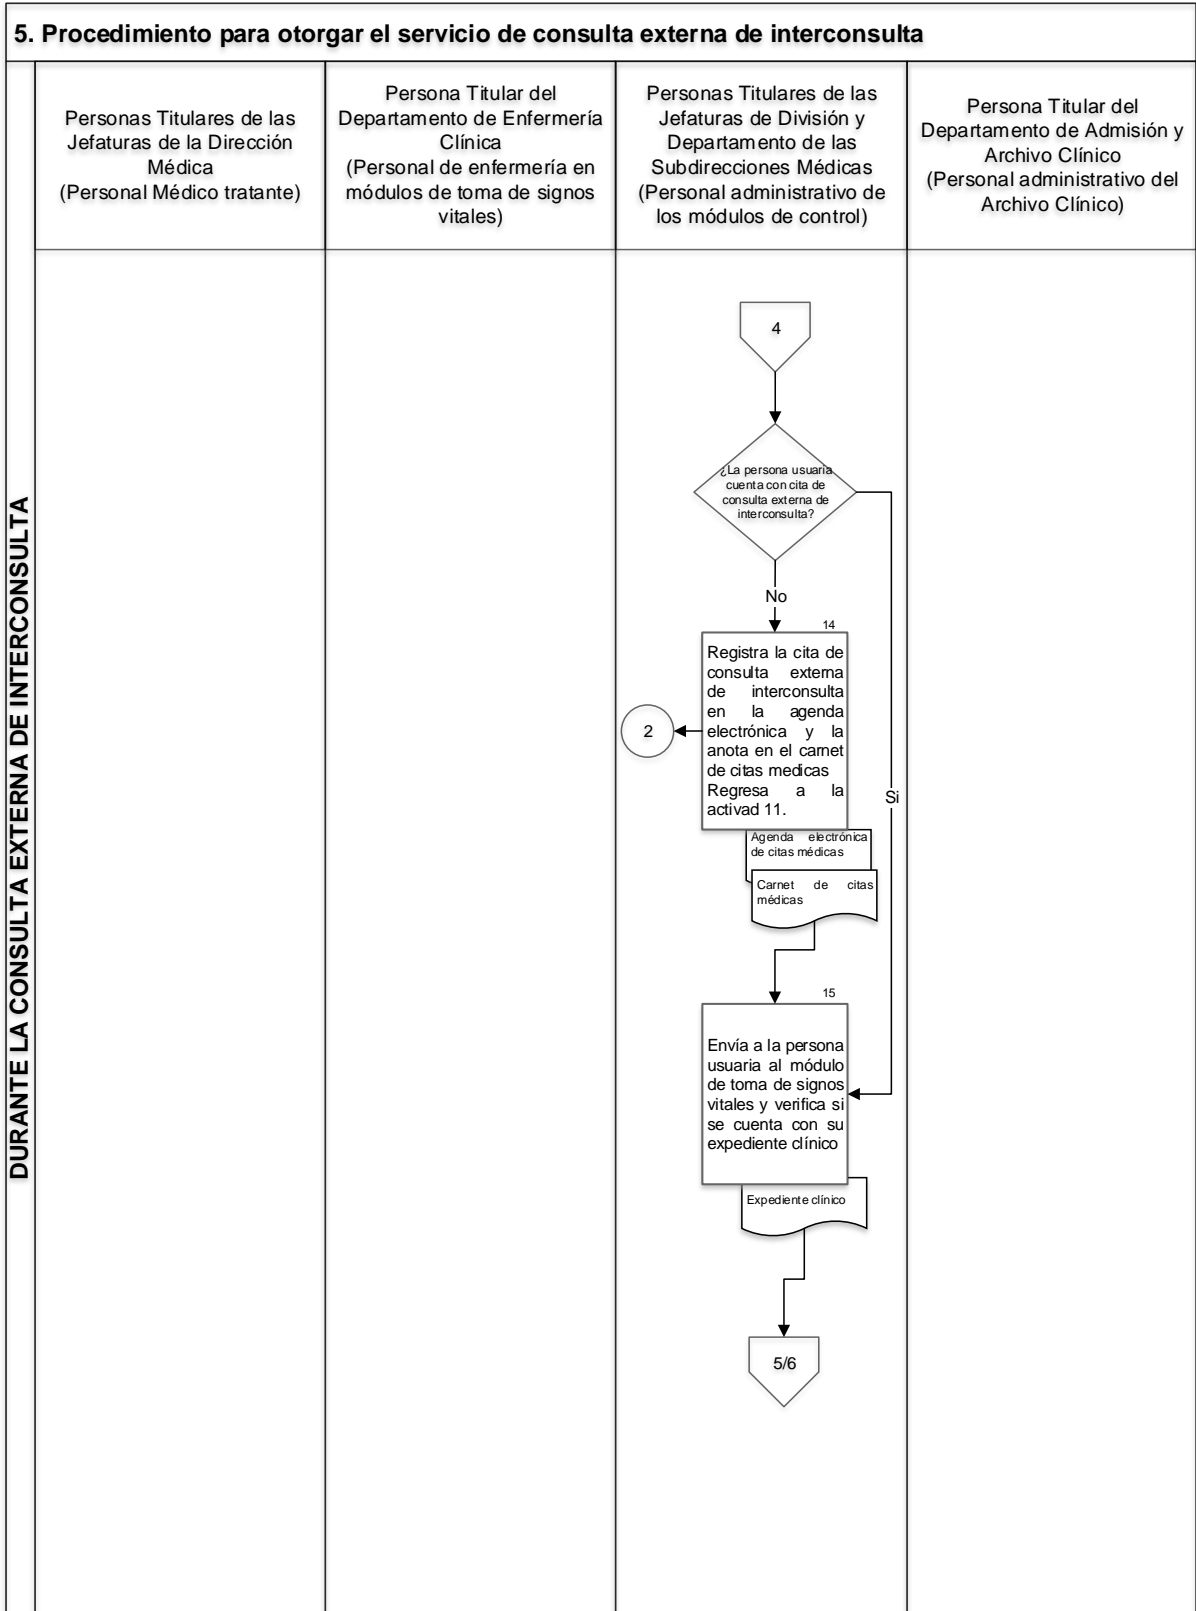 5. Procedimiento para otorgar el servicio de consulta externa de interconsulta
DURANTE LA CONSULTA EXTERNA DE INTERCONSULTA
Personas Titulares de las
Jefaturas de la Dirección
Médica
(Personal Médico tratante)
Persona Titular del
Departamento de Enfermería
Clínica
(Personal de enfermería en
módulos de toma de signos
vitales)
Personas Titulares de las
Jefaturas de División y
Departamento de las
Subdirecciones Médicas
(Personal administrativo de
los módulos de control)
Persona Titular del
Departamento de Admisión y
Archivo Clínico
(Personal administrativo del
Archivo Clínico)
4
¿La persona usuaria
cuenta con cita de
consulta externa de
interconsulta?
No
14
Registra la cita de
consulta externa
de interconsulta
en la agenda
electrónica y la
anota en el carnet
de citas medicas
Regresa a la
activad 11.
2
Si
Agenda electrónica
de citas médicas
Carnet de citas
médicas
15
Envía a la persona
usuaria al módulo
de toma de signos
vitales y verifica si
se cuenta con su
expediente clínico
Expediente clínico
5/6